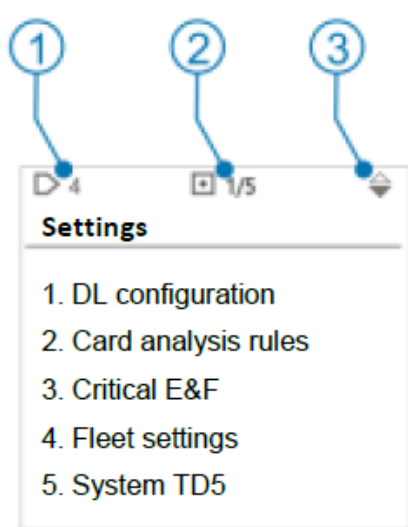 1 2 3
4 1/5
Settings
1. DL configuration
2. Card analysis rules
3. Critical E&F
4. Fleet settings
5. System TD5